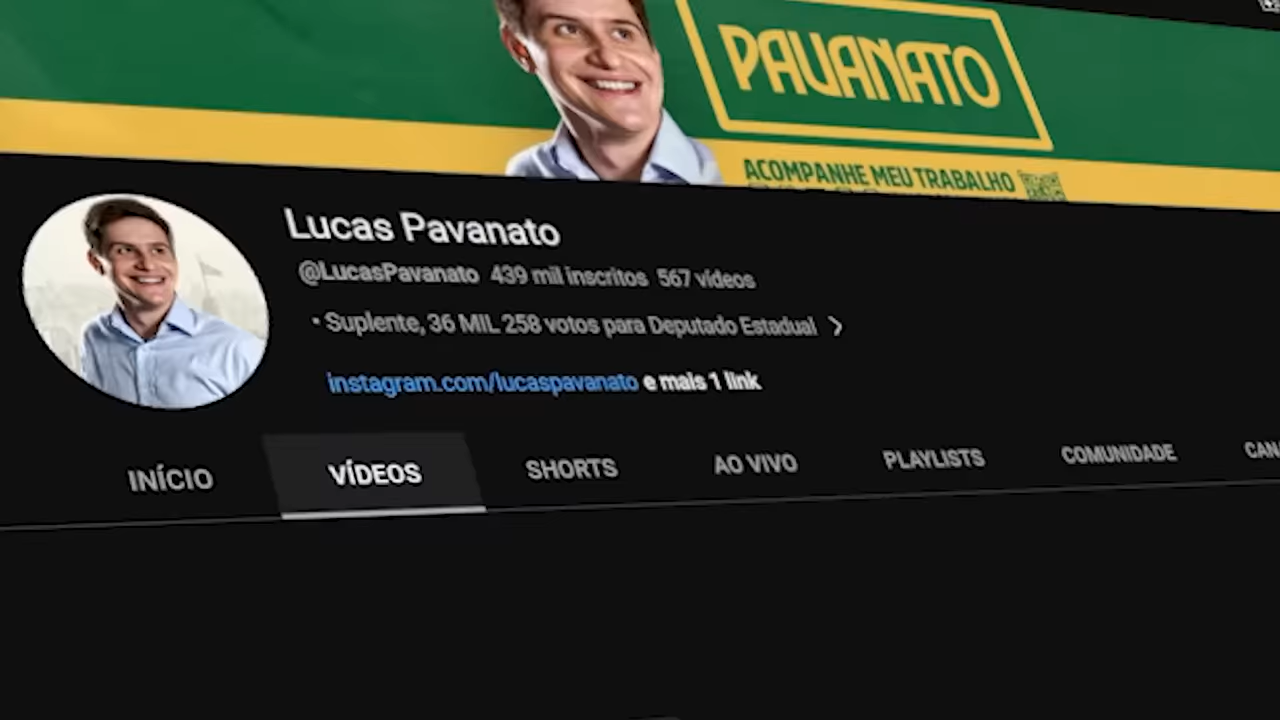 PAVANATO
ACOMPANHE MEU TRABALHO
Lucas Pavanato
@LucasPavanato 439 mil inscritos 567 vídeos
• Suplente, 36 MIL 258 votos para Deputado Estadual >
instagram.com/lucaspavanato e mais 1 link
INÍCIO VÍDEOS SHORTS AO VIVO PLAYLISTS COMUNIDADE